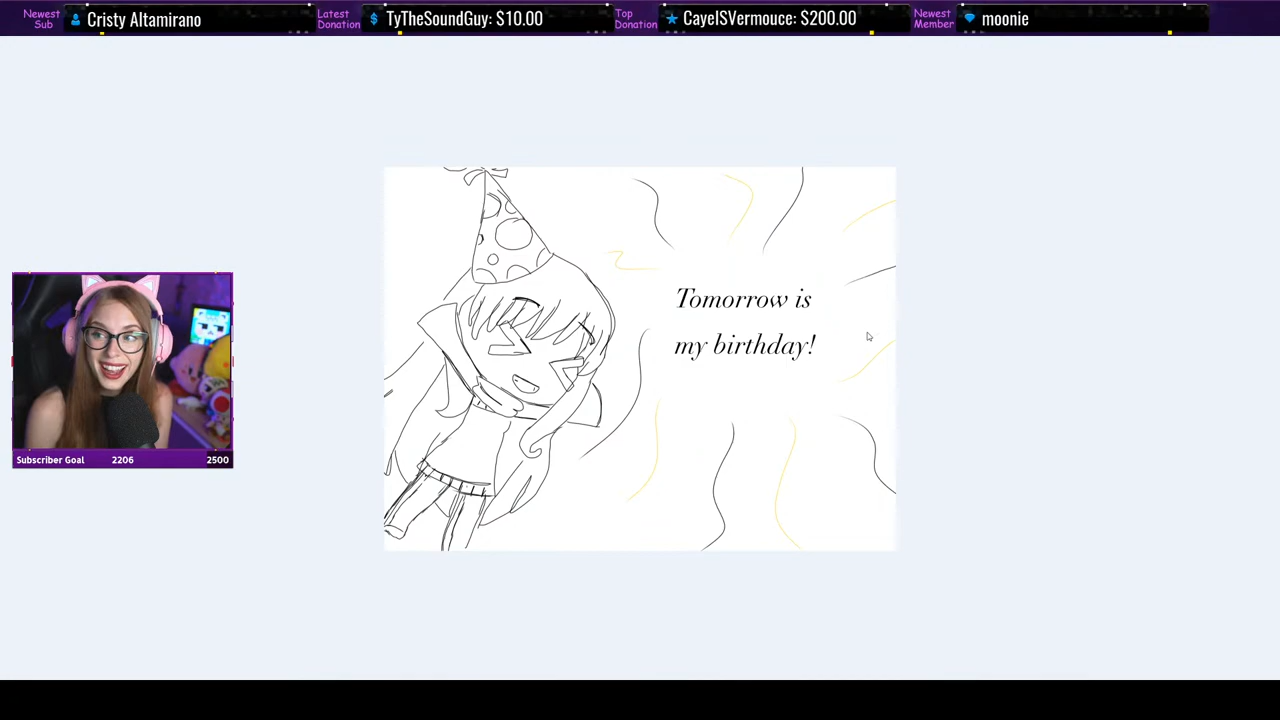 Newest Sub
Cristy Altamirano
Latest Donation
TyTheSoundGuy: $10.00
Top Donation
CayeISVermouce: $200.00
Newest Member
moonie
Tomorrow is
my birthday!
Subscriber Goal 2206 2500